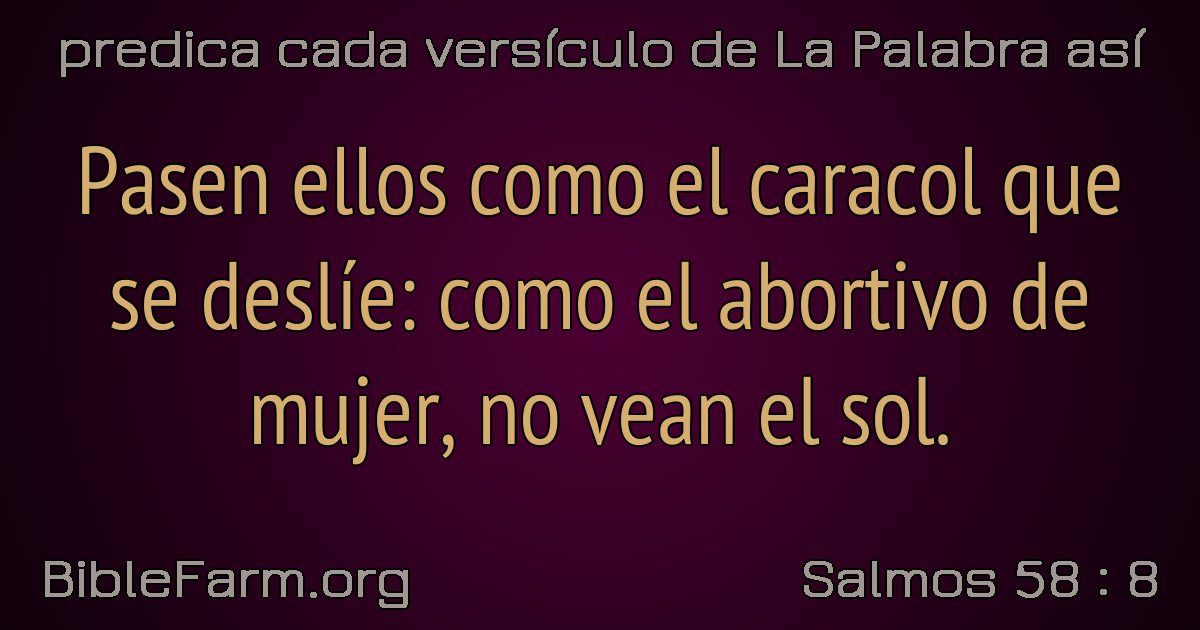 predica cada versículo de La Palabra así
Pasen ellos como el caracol que
se deslíe: como el abortivo de
mujer, no vean el sol.
BibleFarm.org
Salmos 58 : 8